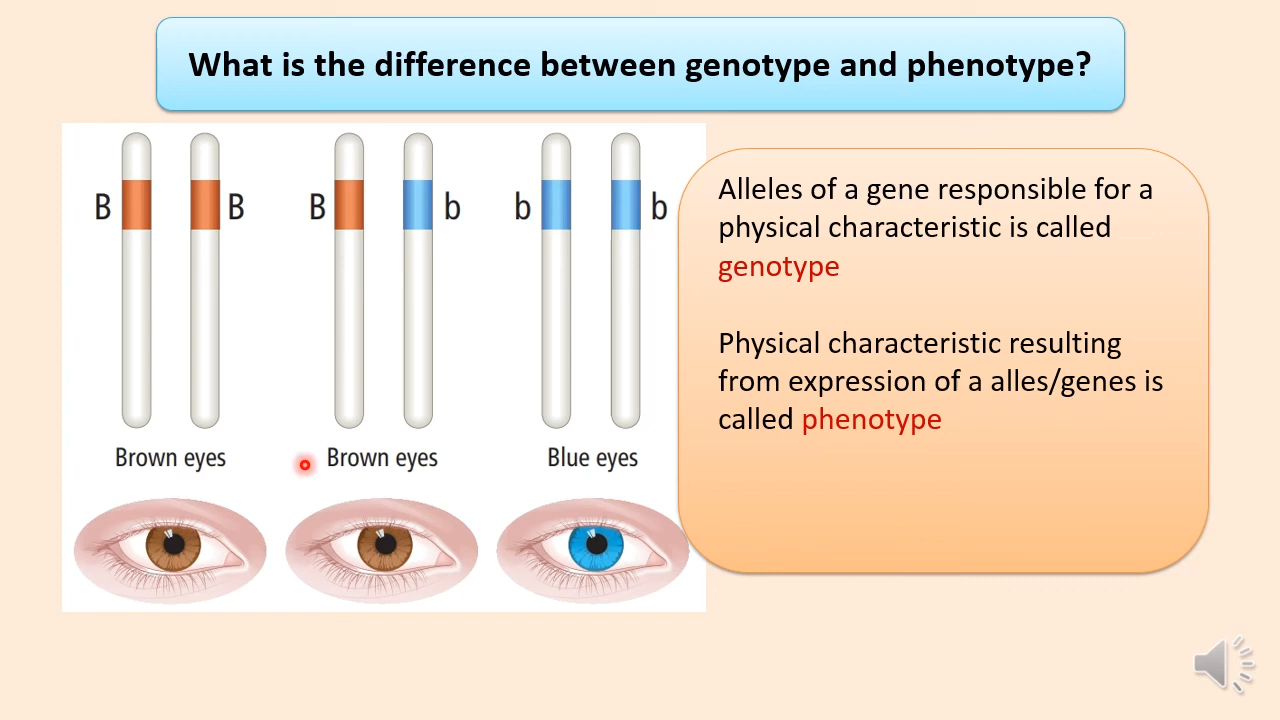 What is the difference between genotype and phenotype?
B B B b b b
Brown eyes Brown eyes Blue eyes
Alleles of a gene responsible for a
physical characteristic is called
genotype
Physical characteristic resulting
from expression of a alles/genes is
called phenotype